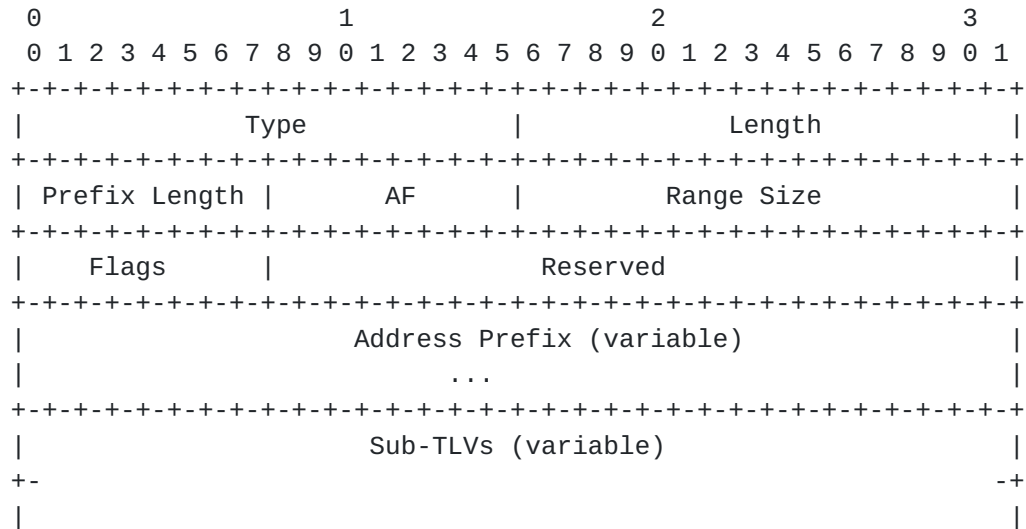 0                   1                   2                   3
 0 1 2 3 4 5 6 7 8 9 0 1 2 3 4 5 6 7 8 9 0 1 2 3 4 5 6 7 8 9 0 1
+-+-+-+-+-+-+-+-+-+-+-+-+-+-+-+-+-+-+-+-+-+-+-+-+-+-+-+-+-+-+-+-+
|              Type             |             Length            |
+-+-+-+-+-+-+-+-+-+-+-+-+-+-+-+-+-+-+-+-+-+-+-+-+-+-+-+-+-+-+-+-+
| Prefix Length |       AF      |         Range Size            |
+-+-+-+-+-+-+-+-+-+-+-+-+-+-+-+-+-+-+-+-+-+-+-+-+-+-+-+-+-+-+-+-+
|    Flags      |                 Reserved                      |
+-+-+-+-+-+-+-+-+-+-+-+-+-+-+-+-+-+-+-+-+-+-+-+-+-+-+-+-+-+-+-+-+
|                     Address Prefix (variable)                 |
|                           ...                                 |
+-+-+-+-+-+-+-+-+-+-+-+-+-+-+-+-+-+-+-+-+-+-+-+-+-+-+-+-+-+-+-+-+
|                      Sub-TLVs (variable)                      |
+-                                                             -+
|                                                               |